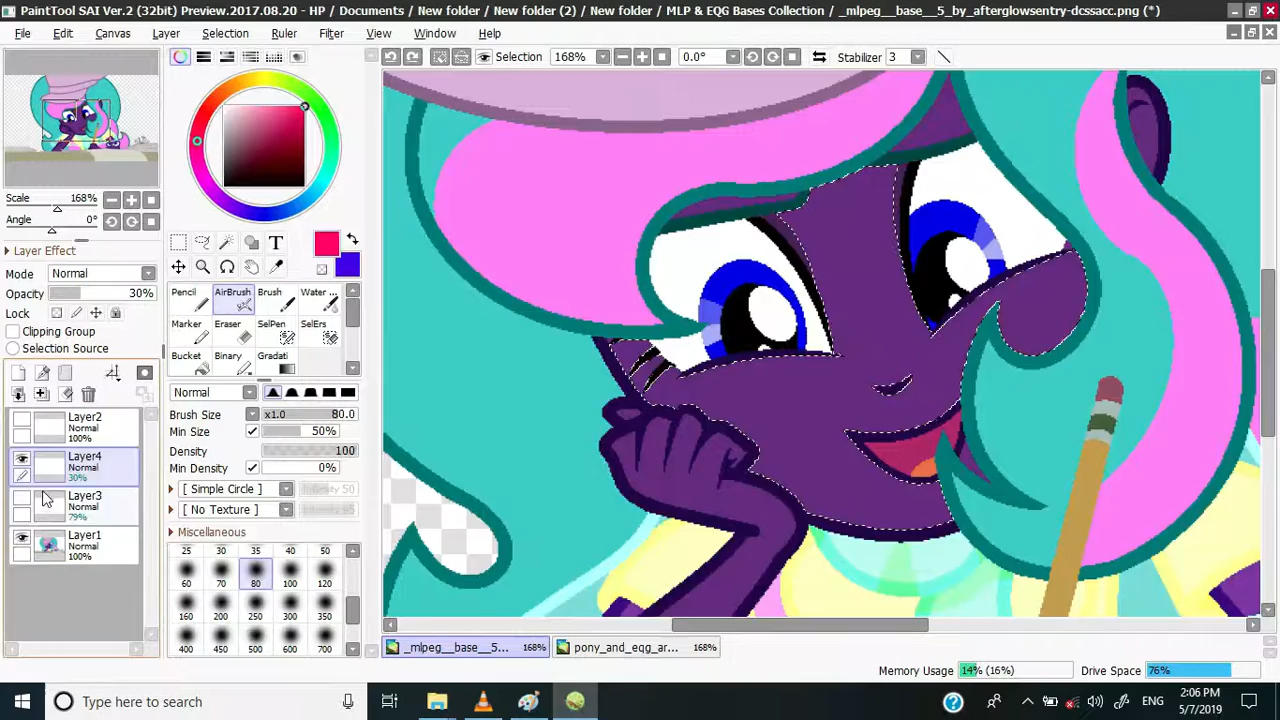 PaintTool SAI Ver.2 (32bit) Preview.2017.08.20 - HP / Documents / New folder / New folder (2) / New folder / MLP & EQG Bases Collection / _mlpeg__base__5_by_afterglowsentry-dcssacc.png (*)
File Edit Canvas Layer Selection Ruler Filter View Window Help
Selection 168% 0.0° Stabilizer 3
Scale 168%
Angle 0°
Layer Effect
Mode Normal
Opacity 30%
Lock
Clipping Group
Selection Source
Layer2
Normal
100%
Layer4
Normal
30%
Layer3
Normal
79%
Layer1
Normal
100%
T
Pencil AirBrush Brush Water ...
Marker Eraser SelPen SelErs
Bucket Binary Gradati
Normal
Brush Size x1.0 80.0
Min Size 50%
Density 100
Min Density 0%
[ Simple Circle ] Intensity 50
[ No Texture ] Intensity 95
Miscellaneous
25 30 35 40 50
60 70 80 100 120
160 200 250 300 350
400 450 500 600 700
_mlpeg__base__5... 168% pony_and_eqg_ar... 168%
Memory Usage 14% (16%) Drive Space 76%
Type here to search
ENG
2:06 PM
5/7/2019